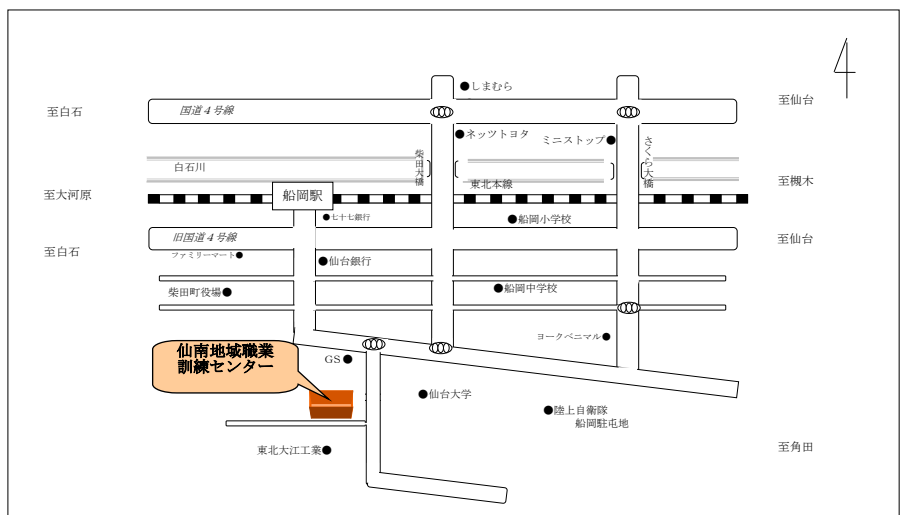 しまむら
至仙台
至白石
国道4号線
ネッツトヨタ
ミニストップ
さくら大橋
柴田大橋
白石川
東北本線
至槻木
至大河原
船岡駅
七十七銀行
船岡小学校
旧国道4号線
至仙台
至白石
ファミリーマート
仙台銀行
柴田町役場
船岡中学校
ヨークベニマル
仙南地域職業
訓練センター
GS
仙台大学
陸上自衛隊
船岡駐屯地
東北大江工業
至角田